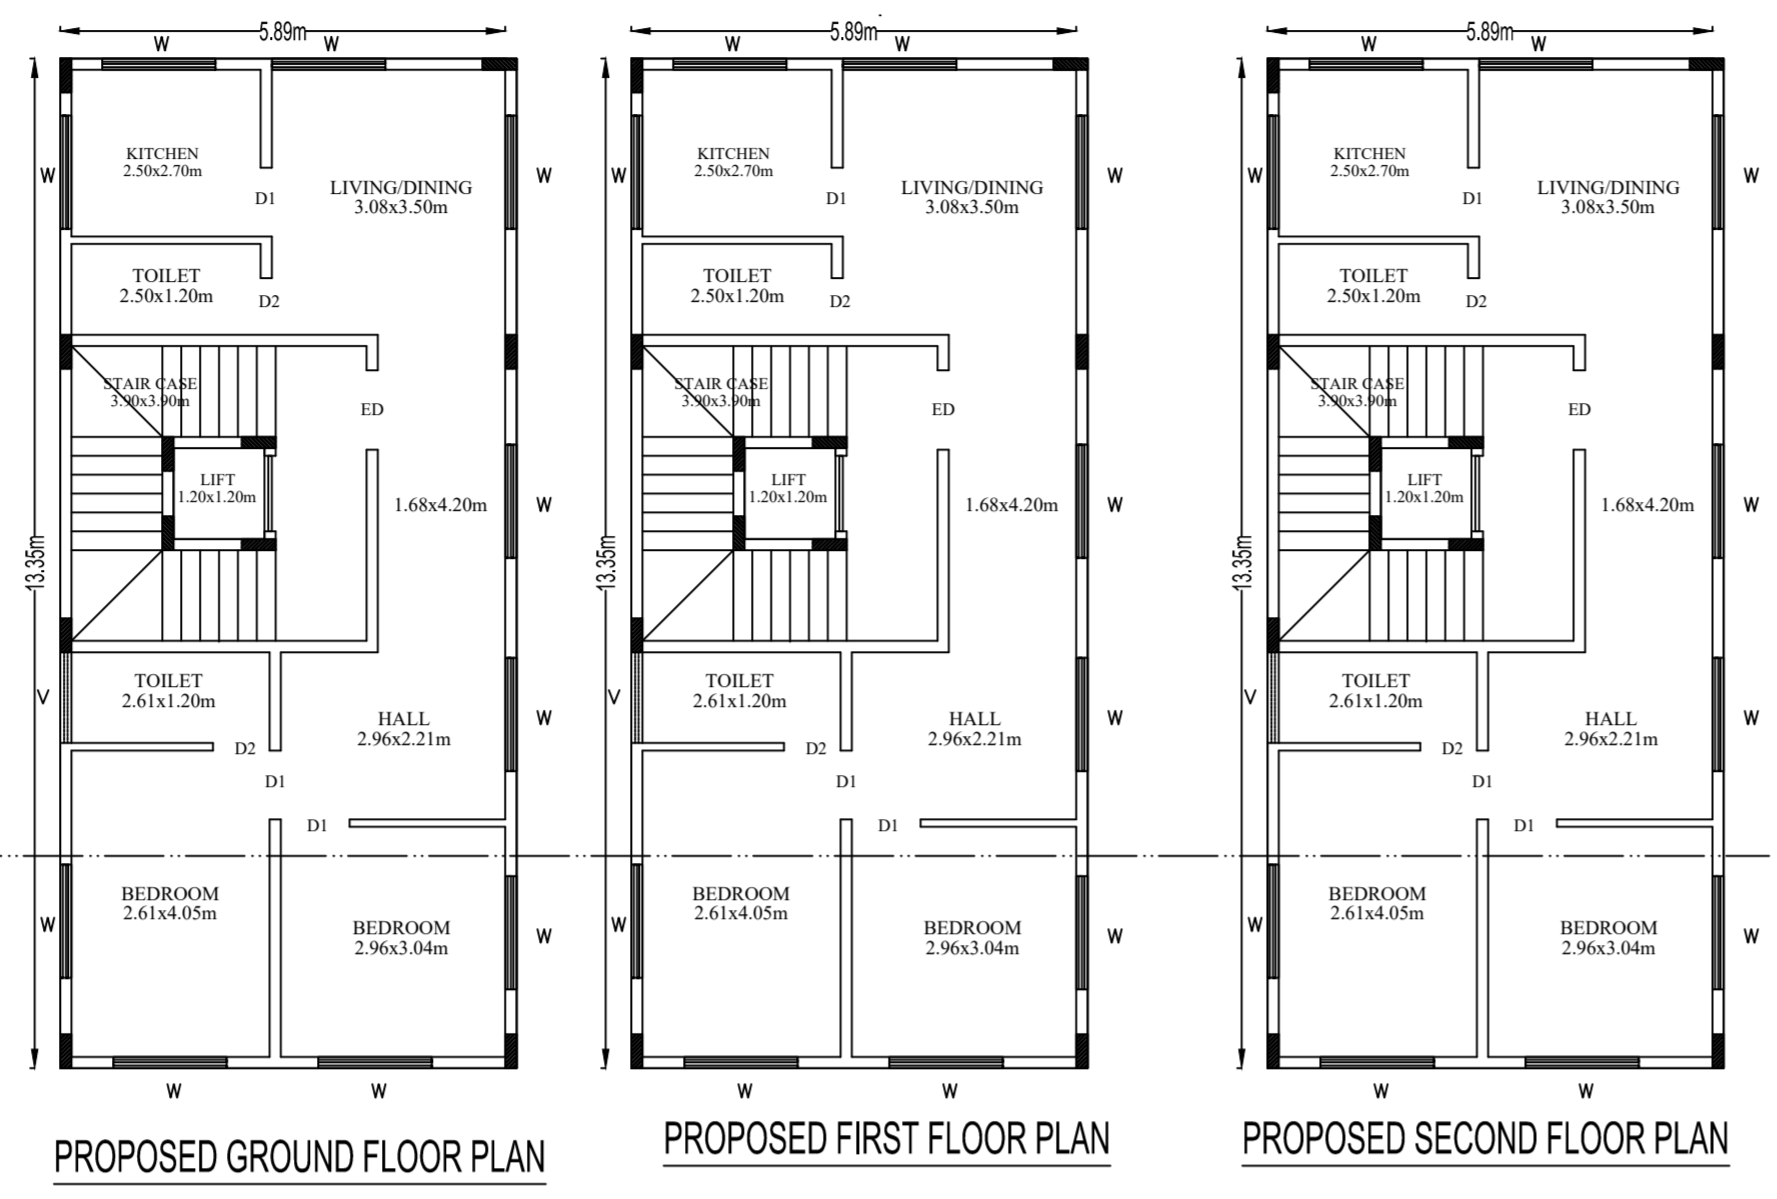 5.89m
W
W
KITCHEN
2.50x2.70m
W
LIVING/DINING
3.08x3.50m
W
D1
TOILET
2.50x1.20m
D2
STAIR CASE
3.90x3.90m
ED
LIFT
1.20x1.20m
1.68x4.20m
W
13.35m
TOILET
2.61x1.20m
V
HALL
2.96x2.21m
W
D2
D1
D1
BEDROOM
2.61x4.05m
W
BEDROOM
2.96x3.04m
W
W
W
PROPOSED GROUND FLOOR PLAN
5.89m
W
W
KITCHEN
2.50x2.70m
W
LIVING/DINING
3.08x3.50m
W
D1
TOILET
2.50x1.20m
D2
STAIR CASE
3.90x3.90m
ED
LIFT
1.20x1.20m
1.68x4.20m
W
13.35m
TOILET
2.61x1.20m
V
HALL
2.96x2.21m
W
D2
D1
D1
BEDROOM
2.61x4.05m
W
BEDROOM
2.96x3.04m
W
W
W
PROPOSED FIRST FLOOR PLAN
5.89m
W
W
KITCHEN
2.50x2.70m
W
LIVING/DINING
3.08x3.50m
W
D1
TOILET
2.50x1.20m
D2
STAIR CASE
3.90x3.90m
ED
LIFT
1.20x1.20m
1.68x4.20m
W
13.35m
TOILET
2.61x1.20m
V
HALL
2.96x2.21m
W
D2
D1
D1
BEDROOM
2.61x4.05m
W
BEDROOM
2.96x3.04m
W
W
W
PROPOSED SECOND FLOOR PLAN